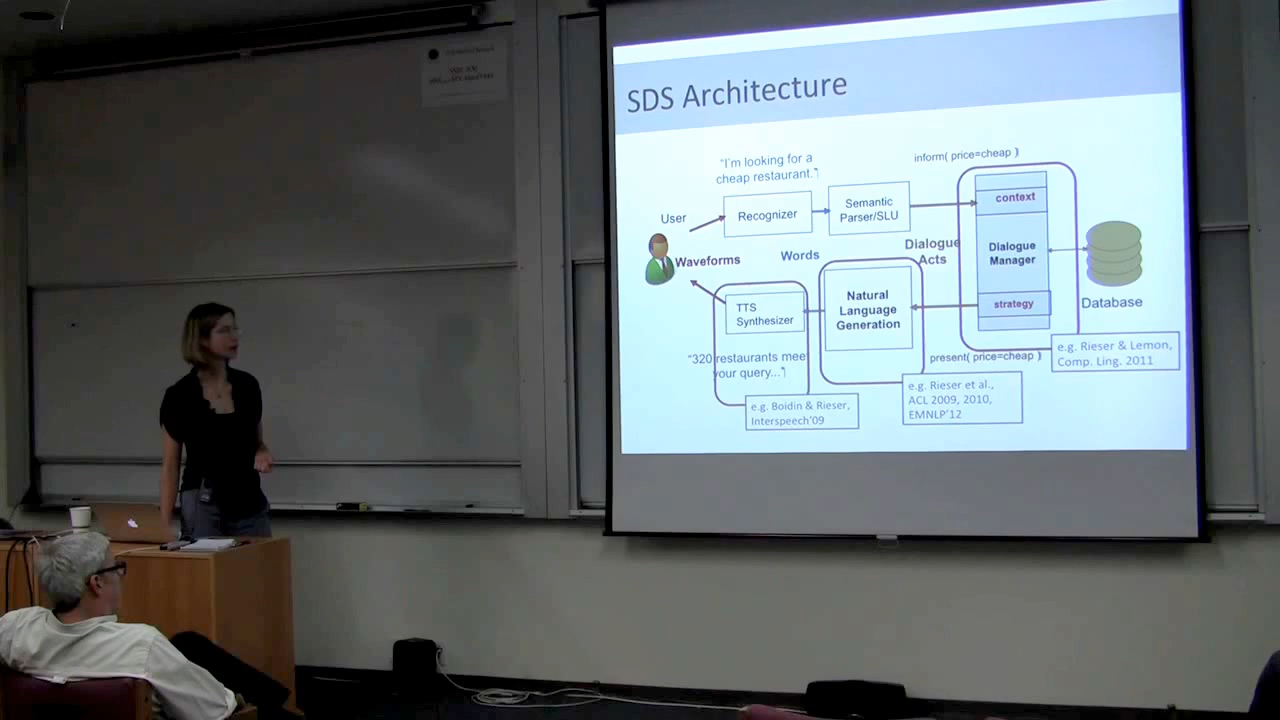 SDS Architecture
"I'm looking for a
cheap restaurant."
inform( price=cheap )
User
Recognizer
Semantic
Parser/SLU
context
Waveforms
Words
Dialogue
Acts
Dialogue
Manager
Database
TTS
Synthesizer
Natural
Language
Generation
strategy
"320 restaurants meet
your query..."
present( price=cheap )
e.g. Rieser & Lemon,
Comp. Ling. 2011
e.g. Boidin & Rieser,
Interspeech'09
e.g. Rieser et al.,
ACL 2009, 2010,
EMNLP'12